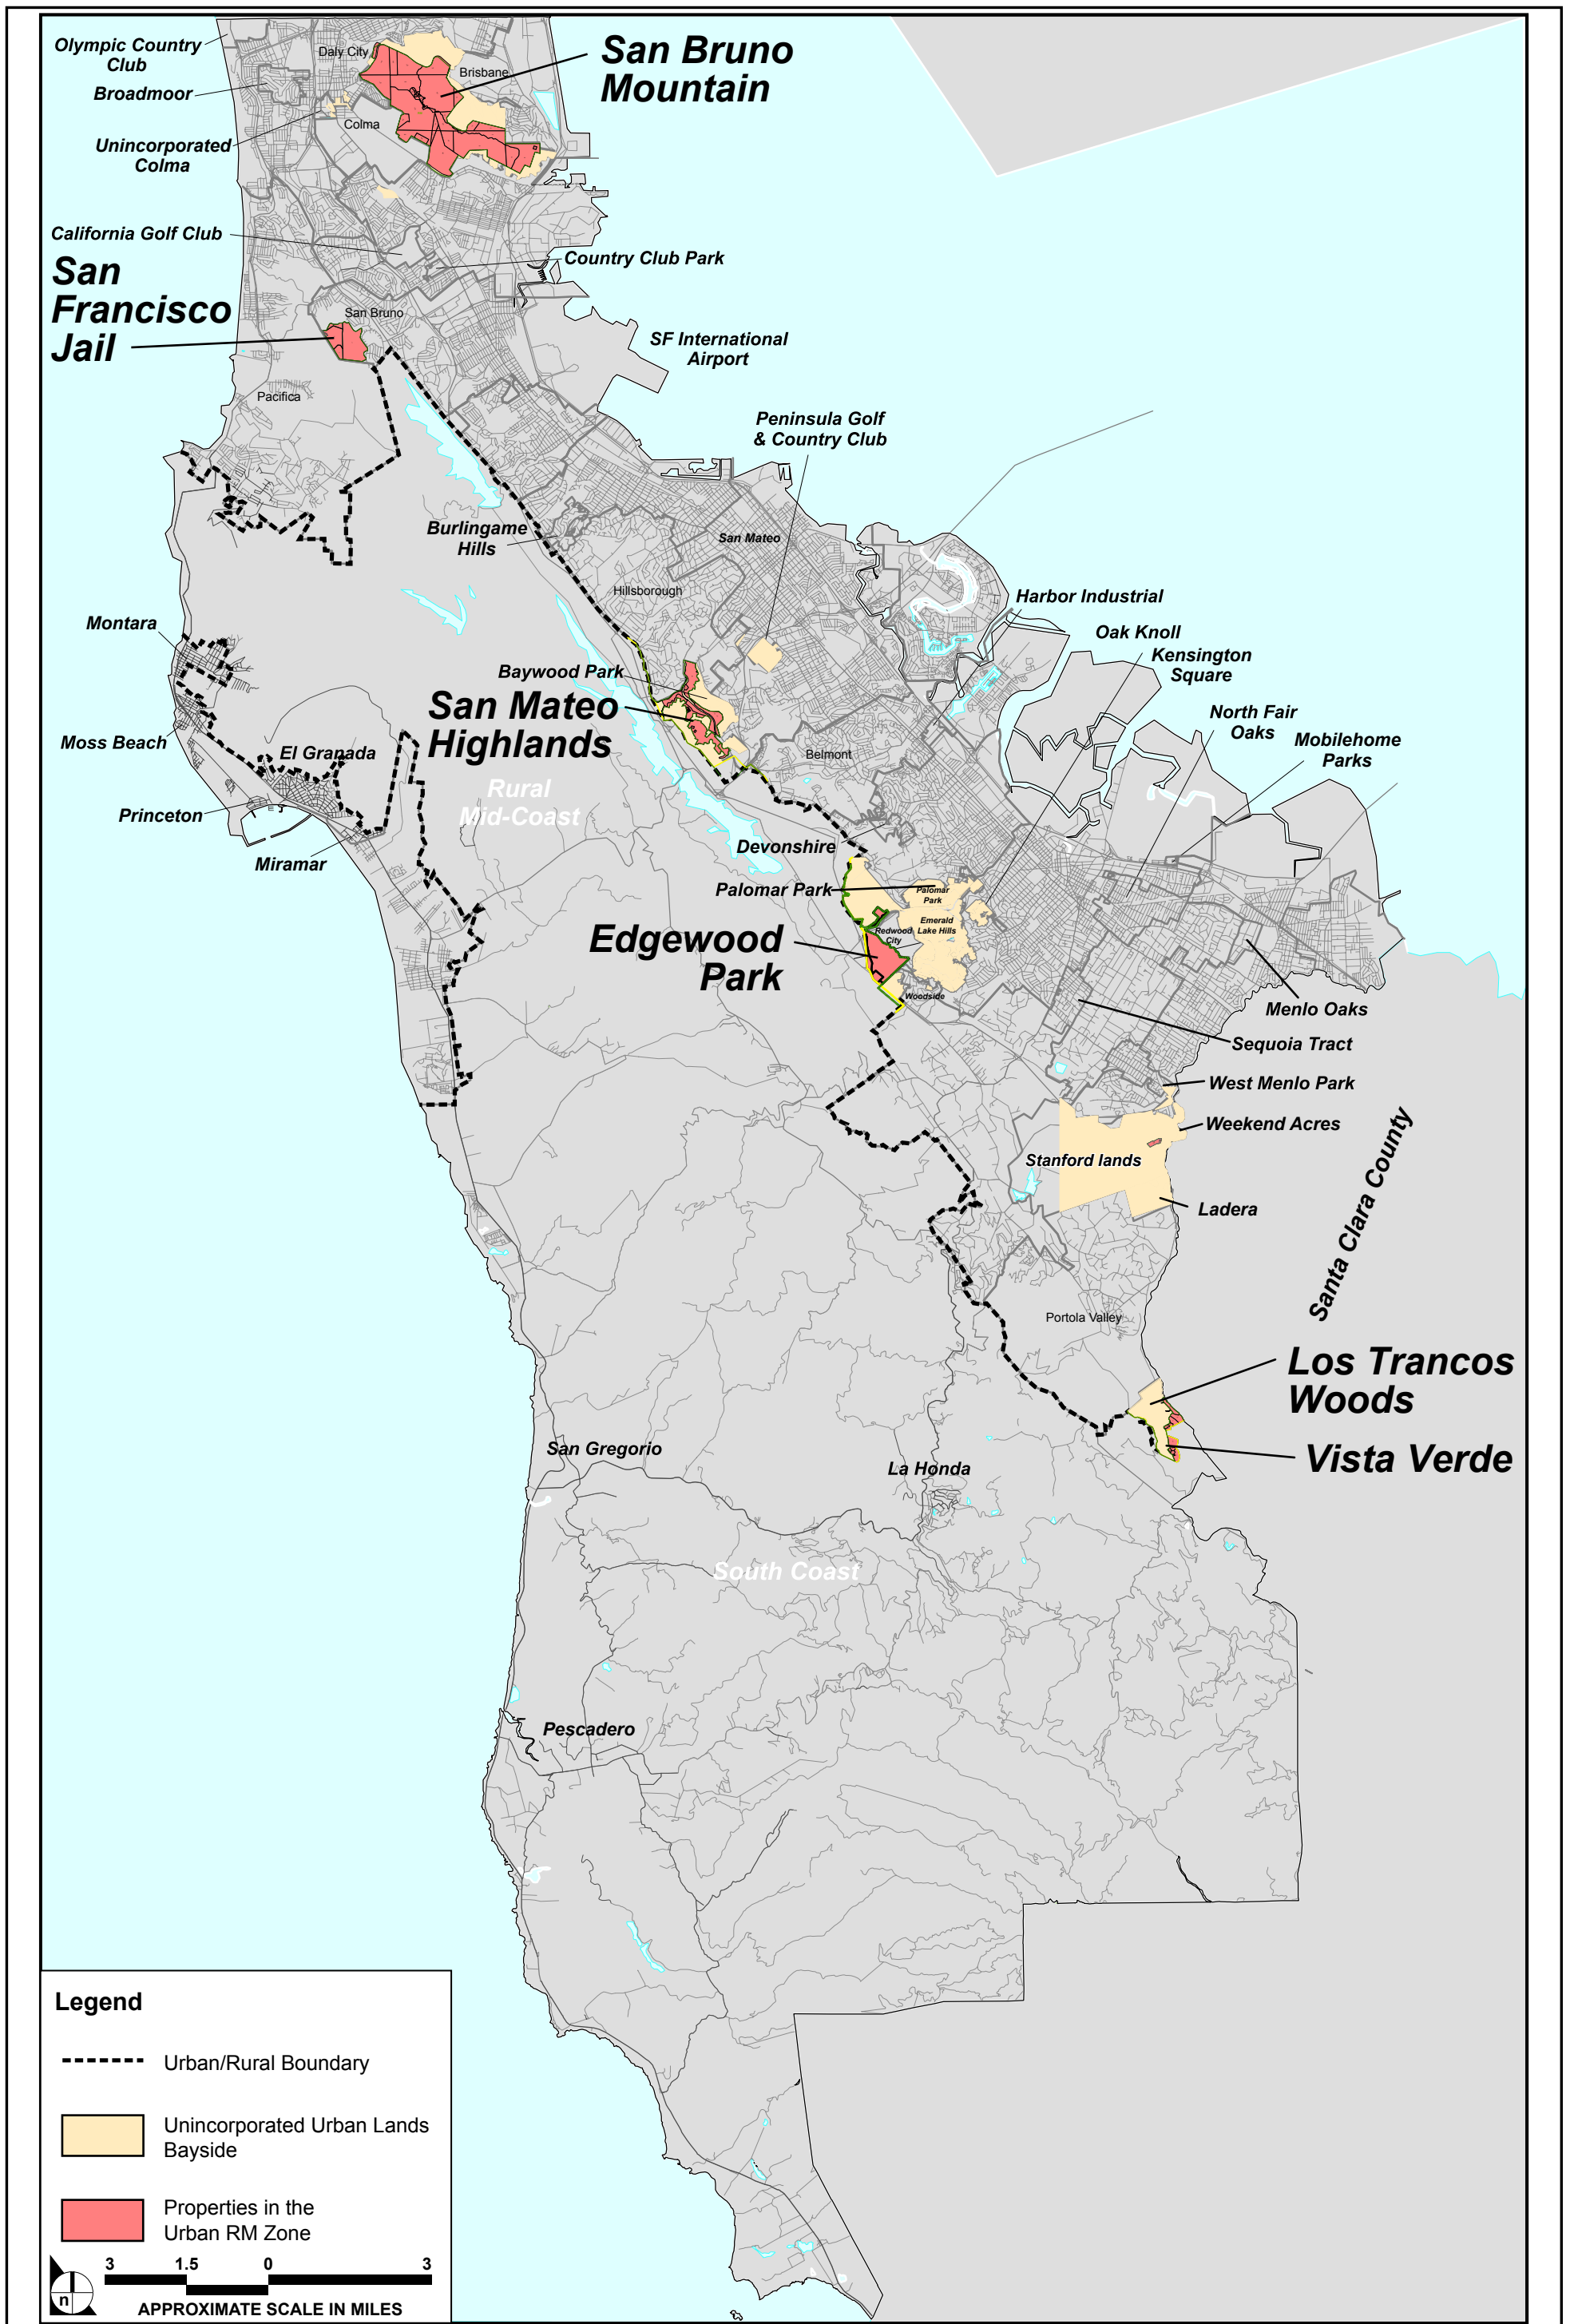 Olympic Country
Club
Daly City
San Bruno
Mountain
Brisbane
Broadmoor
Colma
Unincorporated
Colma
California Golf Club
Country Club Park
San
Francisco
Jail
San Bruno
SF International
Airport
Pacifica
Peninsula Golf
& Country Club
Burlingame
Hills
San Mateo
Hillsborough
Harbor Industrial
Montara
Oak Knoll
Kensington
Square
Baywood Park
San Mateo
Highlands
North Fair
Oaks
Moss Beach
El Granada
Mobilehome
Parks
Belmont
Rural
Mid-Coast
Princeton
Devonshire
Miramar
Palomar Park
Palomar
Park
Emerald
Lake Hills
Redwood
City
Edgewood
Park
Woodside
Menlo Oaks
Sequoia Tract
West Menlo Park
Weekend Acres
Stanford lands
Ladera
Santa Clara County
Portola Valley
Los Trancos
Woods
San Gregorio
La Honda
Vista Verde
South Coast
Pescadero
Legend
Urban/Rural Boundary
Unincorporated Urban Lands
Bayside
Properties in the
Urban RM Zone
3 1.5 0 3
n
APPROXIMATE SCALE IN MILES